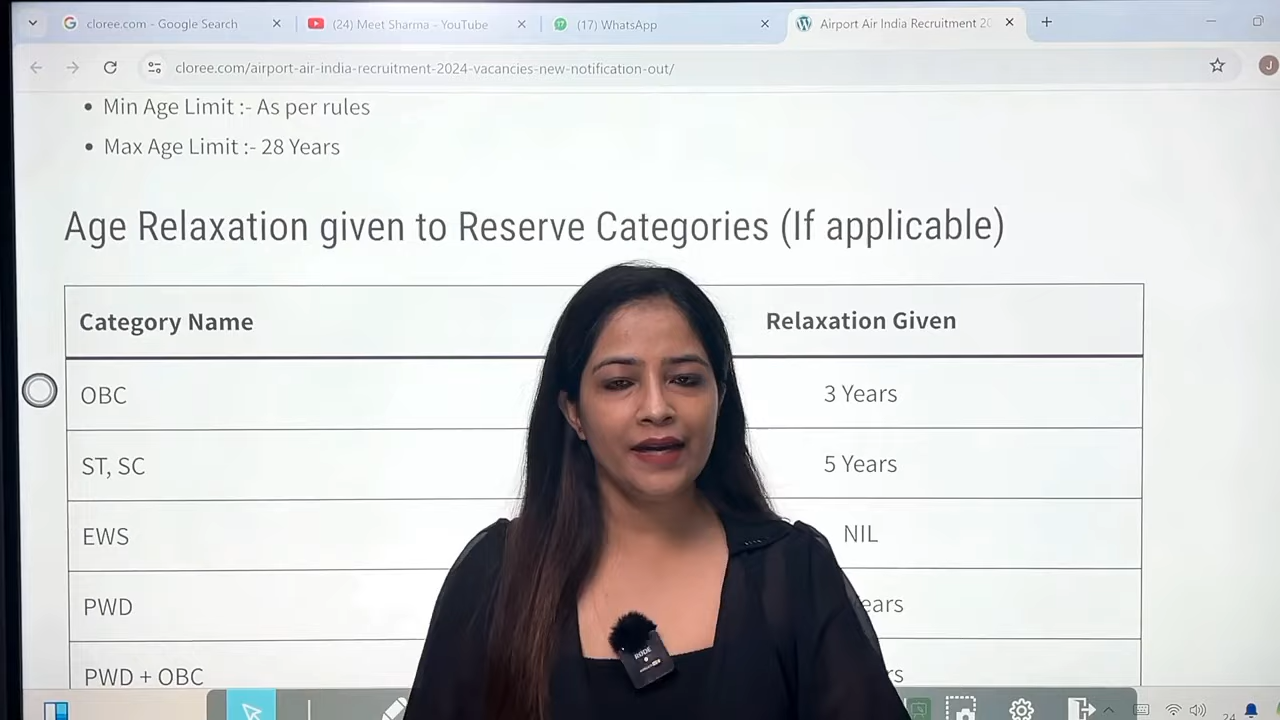 cloree.com - Google Search
(24) Meet Sharma - YouTube
(17) WhatsApp
Airport Air India Recruitment 20
cloree.com/airport-air-india-recruitment-2024-vacancies-new-notification-out/
J
Min Age Limit :- As per rules
Max Age Limit :- 28 Years
Age Relaxation given to Reserve Categories (If applicable)
Category Name Relaxation Given
OBC 3 Years
ST, SC 5 Years
EWS NIL
PWD
PWD + OBC
RODE
24